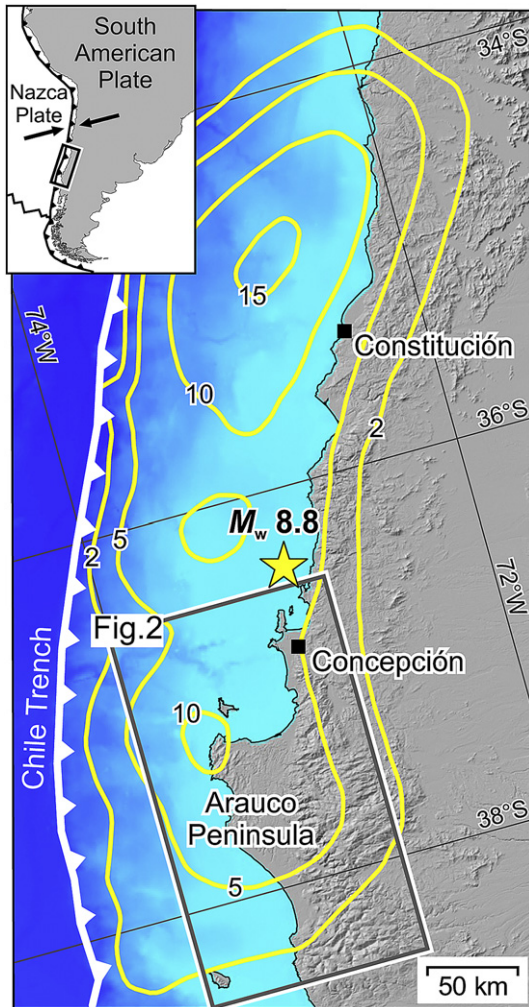 South
American
Plate
Nazca
Plate
34°S
74°W
15
Constitución
10
2
36°S
5
Mw 8.8
2
72°W
Fig.2
Concepción
10
Chile Trench
Arauco
Peninsula
38°S
5
50 km